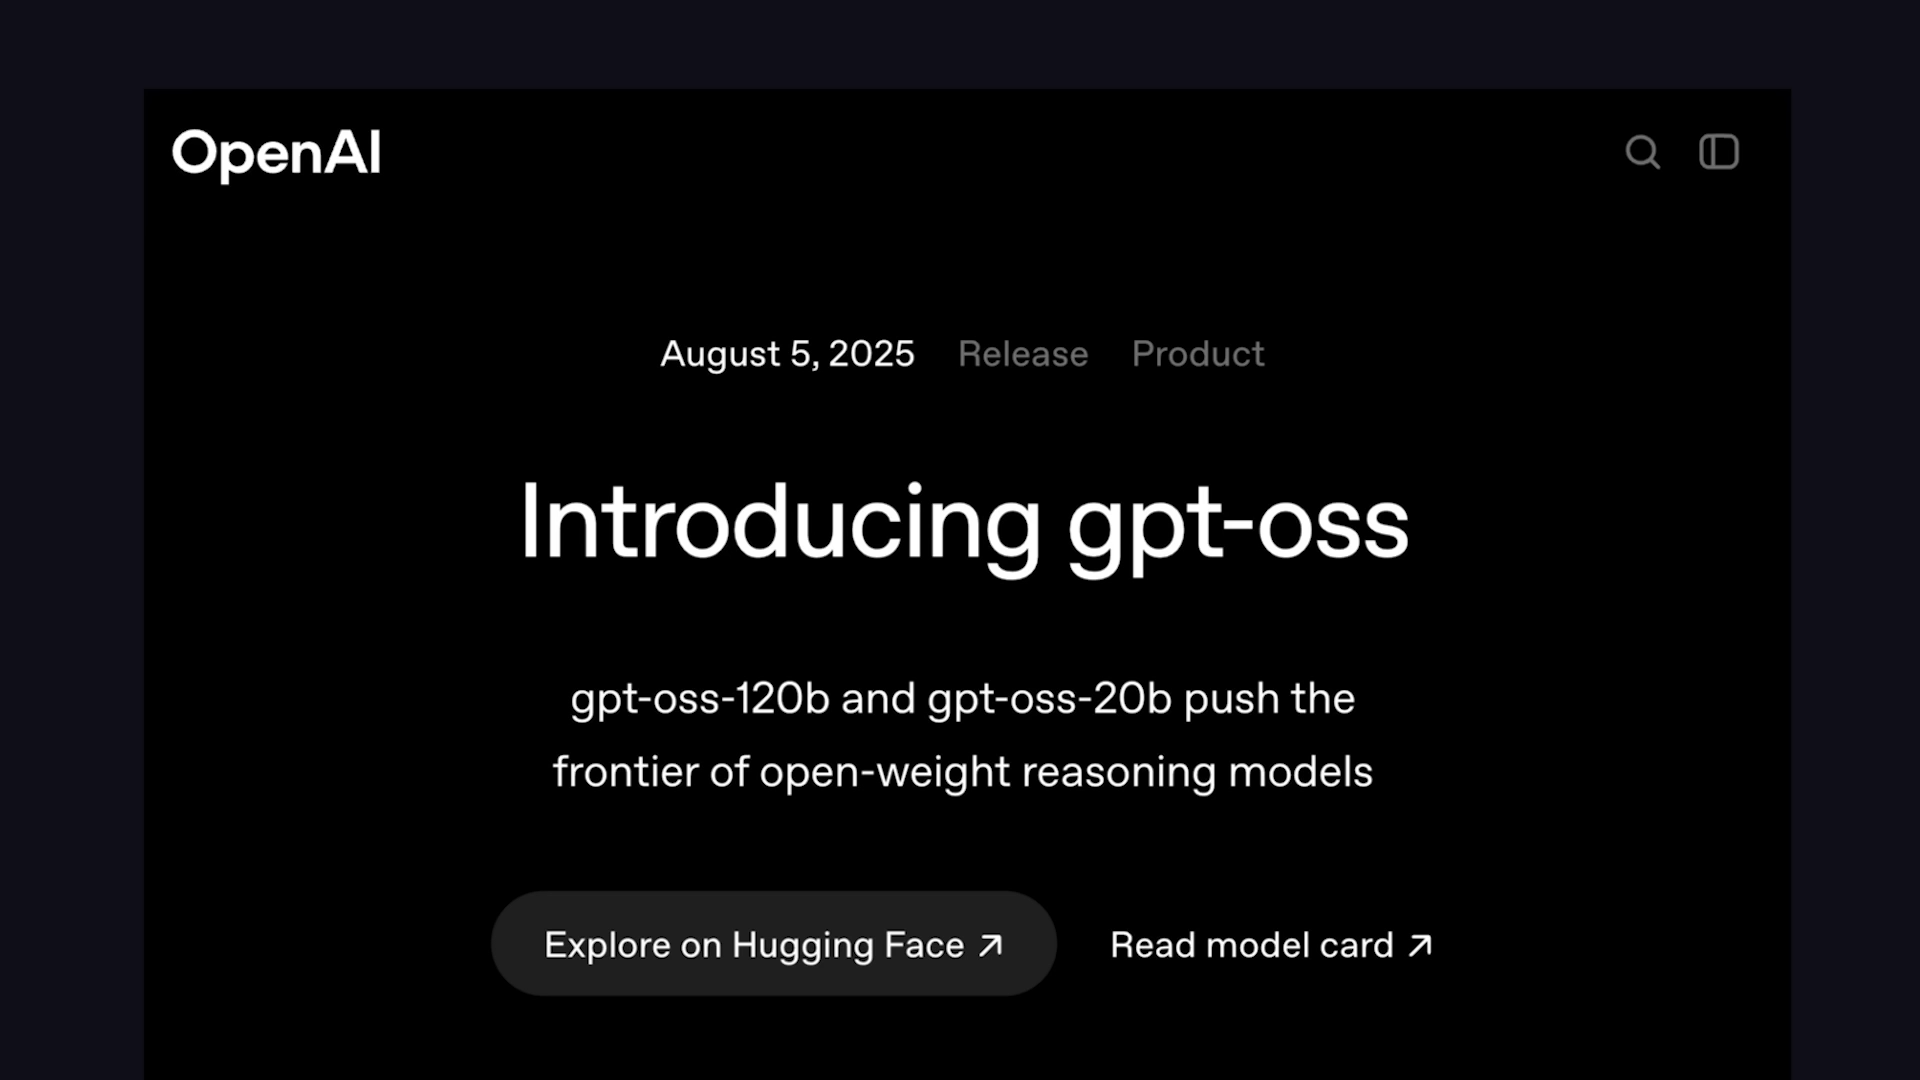 OpenAI
August 5, 2025 Release Product
Introducing gpt-oss
gpt-oss-120b and gpt-oss-20b push the
frontier of open-weight reasoning models
Explore on Hugging Face ↗ Read model card ↗